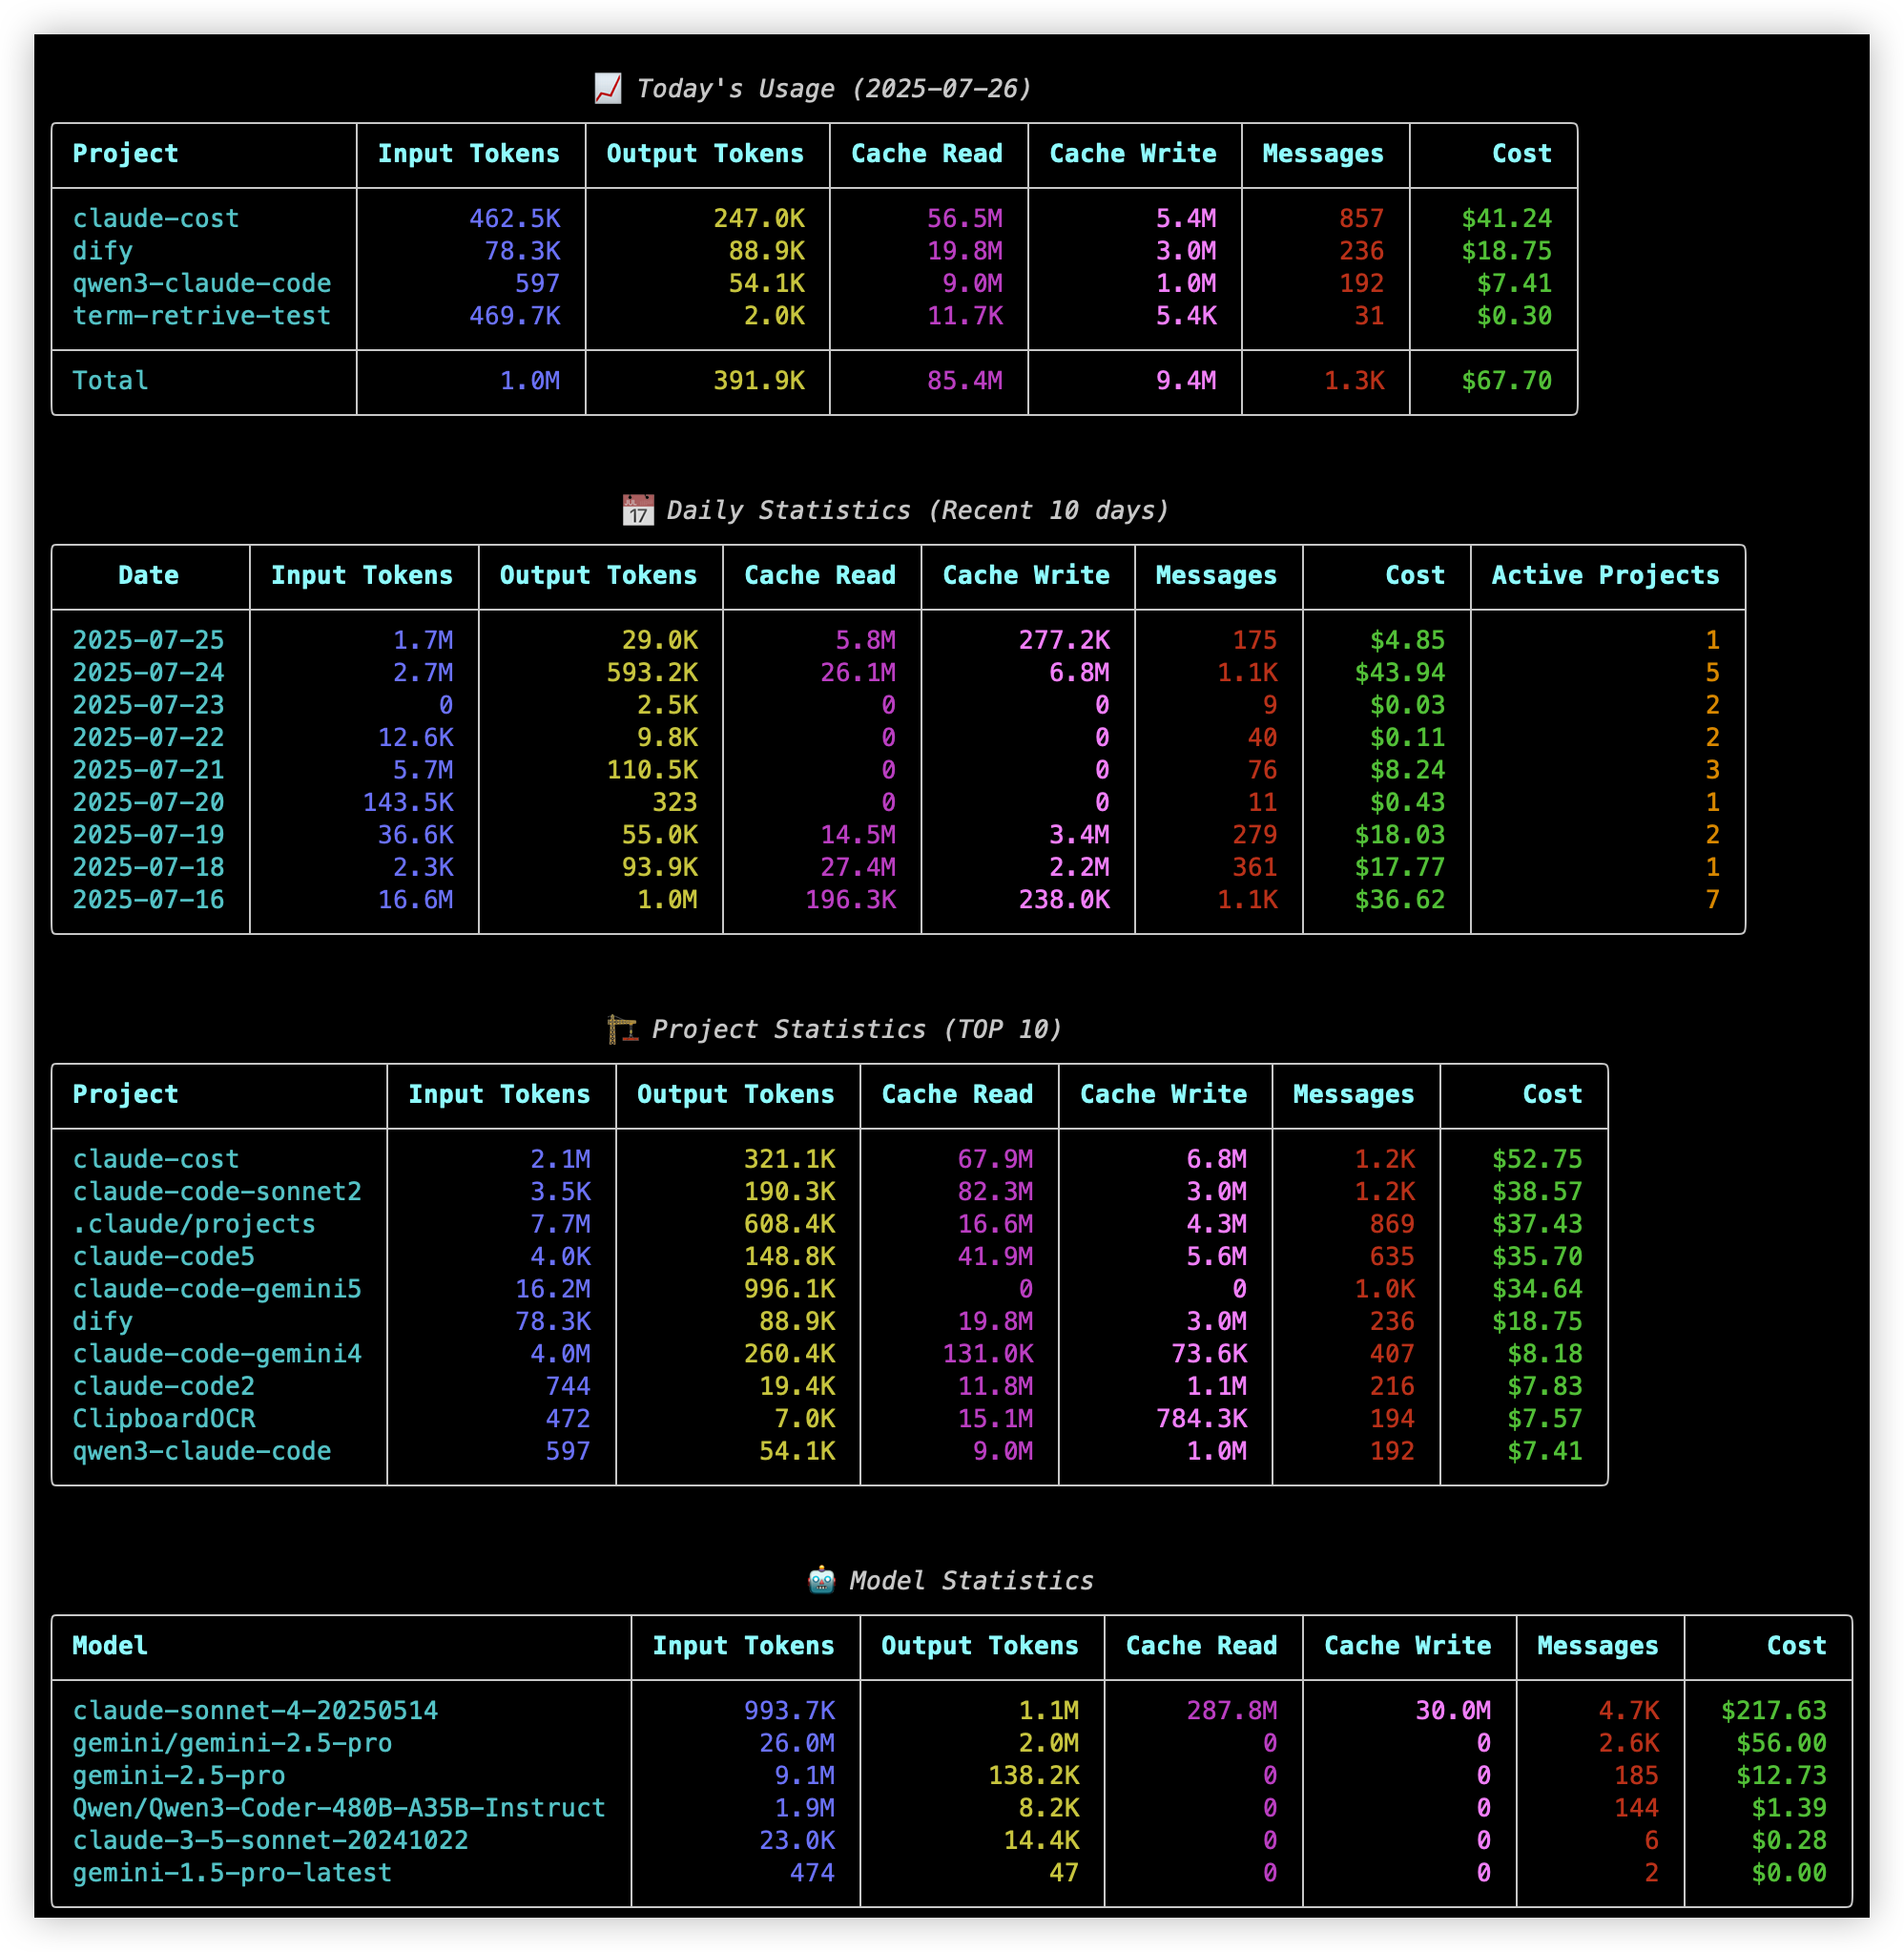 Today's Usage (2025-07-26)
Project Input Tokens Output Tokens Cache Read Cache Write Messages Cost
claude-cost 462.5K 247.0K 56.5M 5.4M 857 $41.24
dify 78.3K 88.9K 19.8M 3.0M 236 $18.75
qwen3-claude-code 597 54.1K 9.0M 1.0M 192 $7.41
term-retrive-test 469.7K 2.0K 11.7K 5.4K 31 $0.30
Total 1.0M 391.9K 85.4M 9.4M 1.3K $67.70
17 Daily Statistics (Recent 10 days)
Date Input Tokens Output Tokens Cache Read Cache Write Messages Cost Active Projects
2025-07-25 1.7M 29.0K 5.8M 277.2K 175 $4.85 1
2025-07-24 2.7M 593.2K 26.1M 6.8M 1.1K $43.94 5
2025-07-23 0 2.5K 0 0 9 $0.03 2
2025-07-22 12.6K 9.8K 0 0 40 $0.11 2
2025-07-21 5.7M 110.5K 0 0 76 $8.24 3
2025-07-20 143.5K 323 0 0 11 $0.43 1
2025-07-19 36.6K 55.0K 14.5M 3.4M 279 $18.03 2
2025-07-18 2.3K 93.9K 27.4M 2.2M 361 $17.77 1
2025-07-16 16.6M 1.0M 196.3K 238.0K 1.1K $36.62 7
Project Statistics (TOP 10)
Project Input Tokens Output Tokens Cache Read Cache Write Messages Cost
claude-cost 2.1M 321.1K 67.9M 6.8M 1.2K $52.75
claude-code-sonnet2 3.5K 190.3K 82.3M 3.0M 1.2K $38.57
.claude/projects 7.7M 608.4K 16.6M 4.3M 869 $37.43
claude-code5 4.0K 148.8K 41.9M 5.6M 635 $35.70
claude-code-gemini5 16.2M 996.1K 0 0 1.0K $34.64
dify 78.3K 88.9K 19.8M 3.0M 236 $18.75
claude-code-gemini4 4.0M 260.4K 131.0K 73.6K 407 $8.18
claude-code2 744 19.4K 11.8M 1.1M 216 $7.83
ClipboardOCR 472 7.0K 15.1M 784.3K 194 $7.57
qwen3-claude-code 597 54.1K 9.0M 1.0M 192 $7.41
Model Statistics
Model Input Tokens Output Tokens Cache Read Cache Write Messages Cost
claude-sonnet-4-20250514 993.7K 1.1M 287.8M 30.0M 4.7K $217.63
gemini/gemini-2.5-pro 26.0M 2.0M 0 0 2.6K $56.00
gemini-2.5-pro 9.1M 138.2K 0 0 185 $12.73
Qwen/Qwen3-Coder-480B-A35B-Instruct 1.9M 8.2K 0 0 144 $1.39
claude-3-5-sonnet-20241022 23.0K 14.4K 0 0 6 $0.28
gemini-1.5-pro-latest 474 47 0 0 2 $0.00